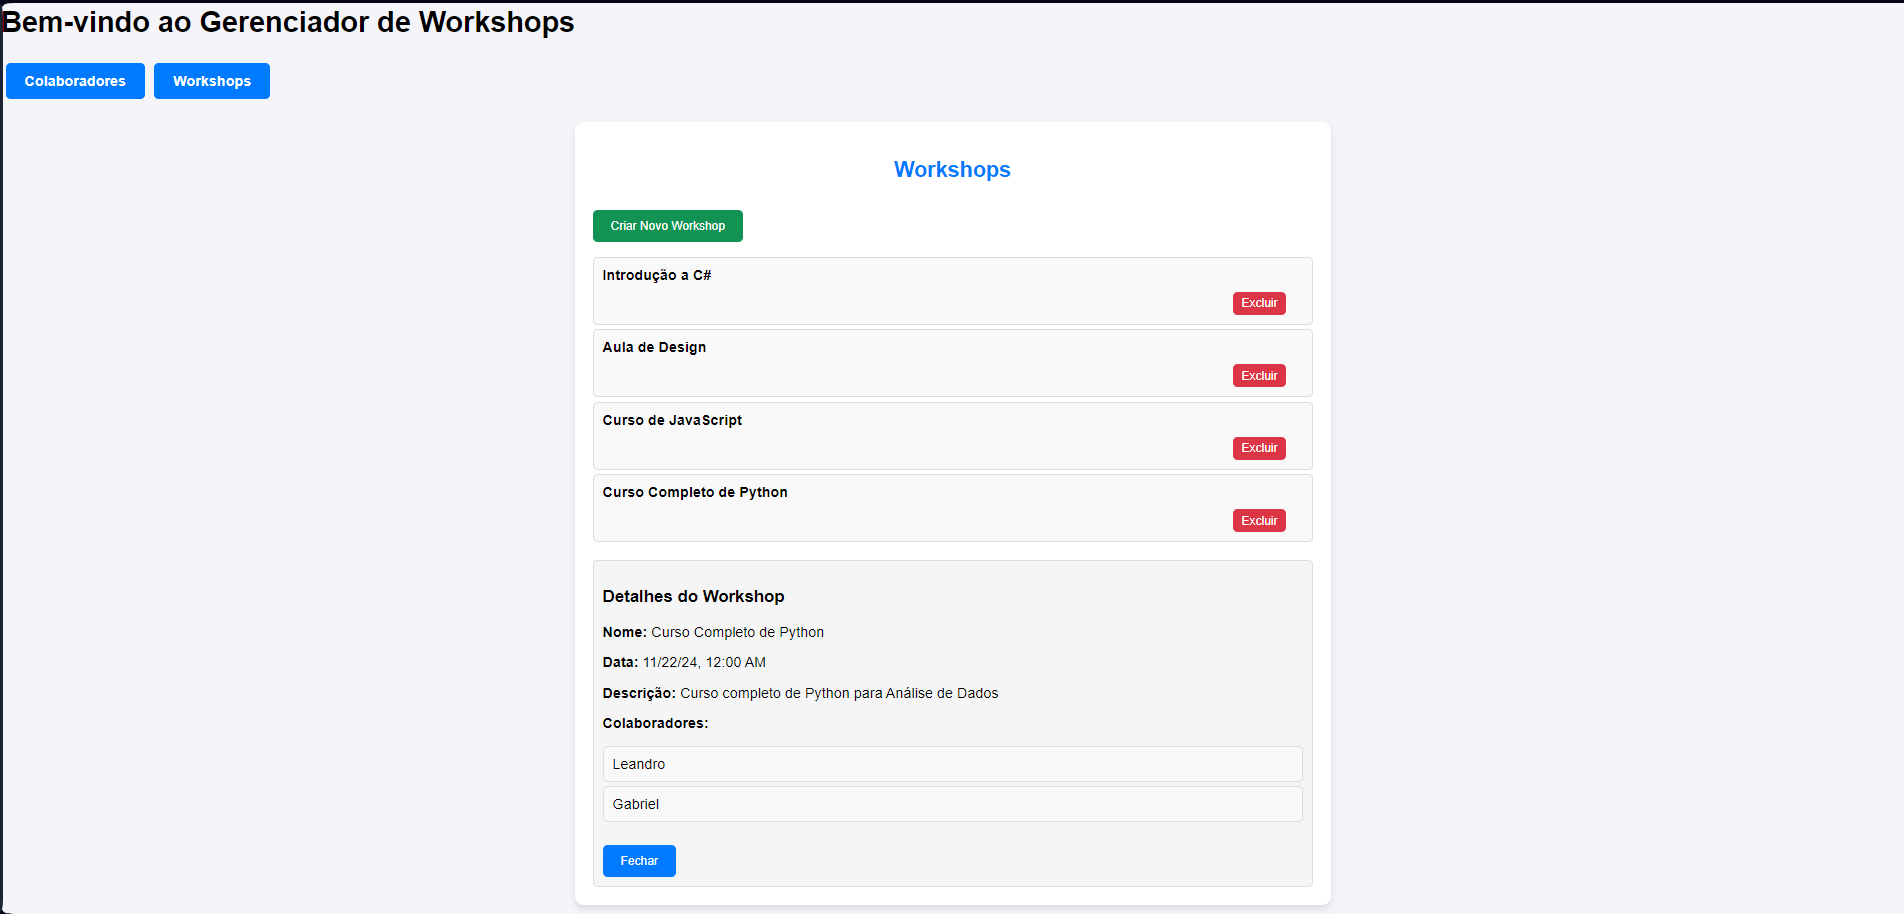 Bem-vindo ao Gerenciador de Workshops
Colaboradores Workshops
Workshops
Criar Novo Workshop
Introdução a C#
Excluir
Aula de Design
Excluir
Curso de JavaScript
Excluir
Curso Completo de Python
Excluir
Detalhes do Workshop
Nome: Curso Completo de Python
Data: 11/22/24, 12:00 AM
Descrição: Curso completo de Python para Análise de Dados
Colaboradores:
Leandro
Gabriel
Fechar